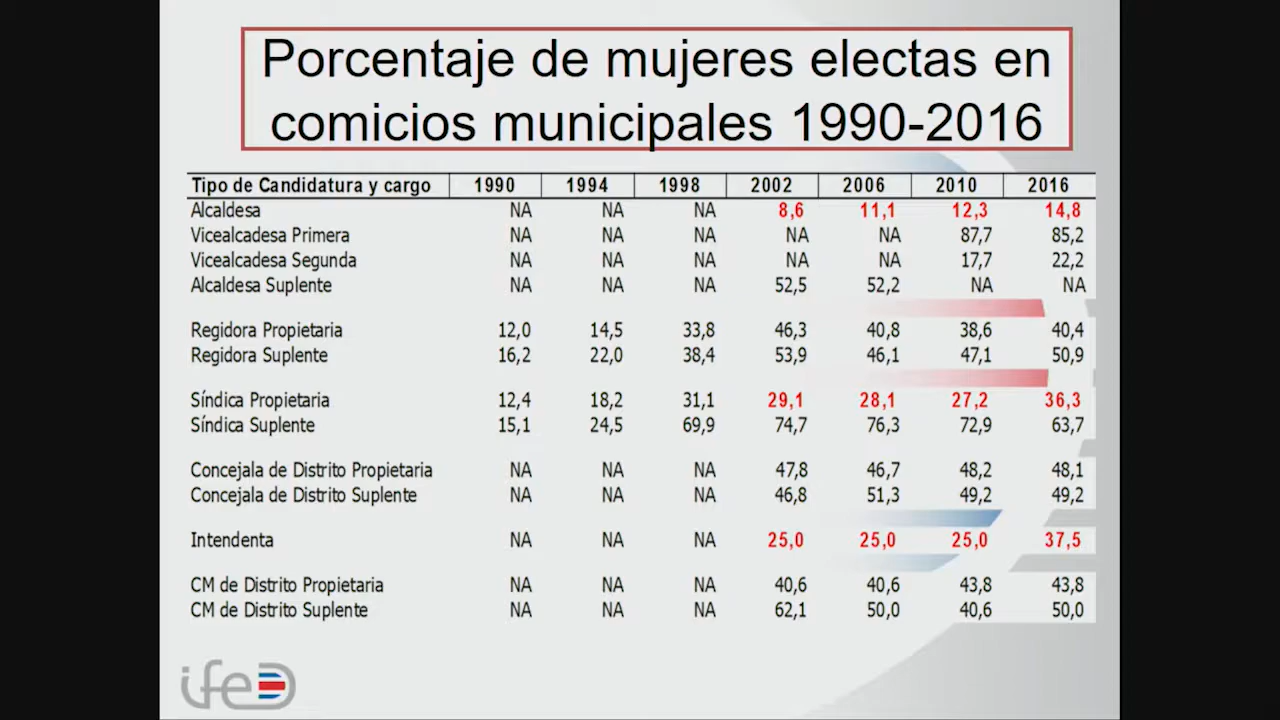 Porcentaje de mujeres electas en
comicios municipales 1990-2016
Tipo de Candidatura y cargo 1990 1994 1998 2002 2006 2010 2016
Alcaldesa NA NA NA 8,6 11,1 12,3 14,8
Vicealcadesa Primera NA NA NA NA NA 87,7 85,2
Vicealcadesa Segunda NA NA NA NA NA 17,7 22,2
Alcaldesa Suplente NA NA NA 52,5 52,2 NA NA
Regidora Propietaria 12,0 14,5 33,8 46,3 40,8 38,6 40,4
Regidora Suplente 16,2 22,0 38,4 53,9 46,1 47,1 50,9
Síndica Propietaria 12,4 18,2 31,1 29,1 28,1 27,2 36,3
Síndica Suplente 15,1 24,5 69,9 74,7 76,3 72,9 63,7
Concejala de Distrito Propietaria NA NA NA 47,8 46,7 48,2 48,1
Concejala de Distrito Suplente NA NA NA 46,8 51,3 49,2 49,2
Intendenta NA NA NA 25,0 25,0 25,0 37,5
CM de Distrito Propietaria NA NA NA 40,6 40,6 43,8 43,8
CM de Distrito Suplente NA NA NA 62,1 50,0 40,6 50,0
ifeD